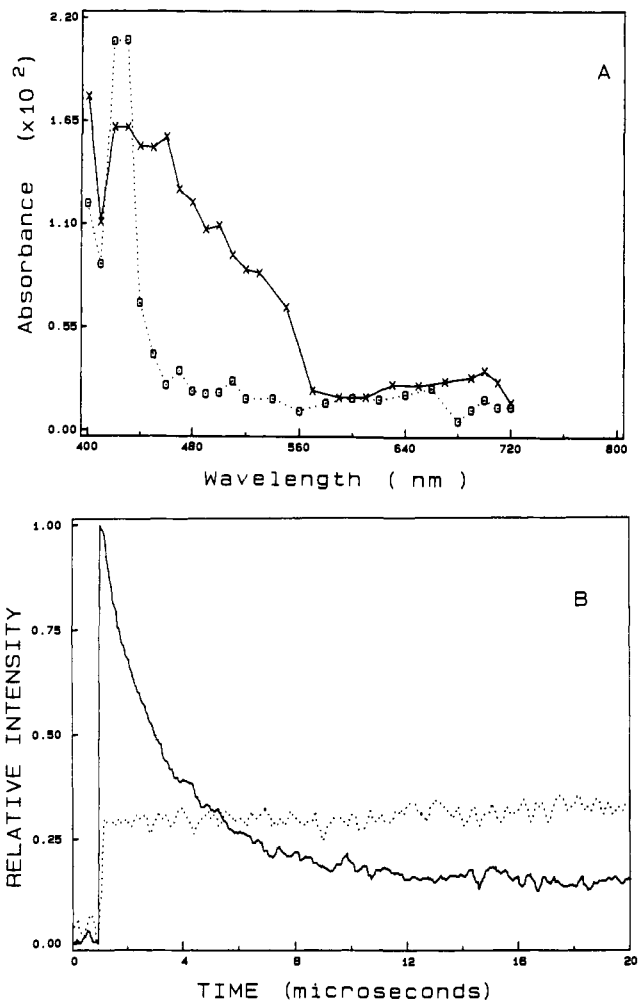 2.20
A
1.65
1.10
0.55
0.00
Absorbance (x10 2)
400 480 560 640 720 800
Wavelength ( nm )
1.00
B
0.75
0.50
0.25
0.00
RELATIVE INTENSITY
0 4 8 12 16 20
TIME (microseconds)